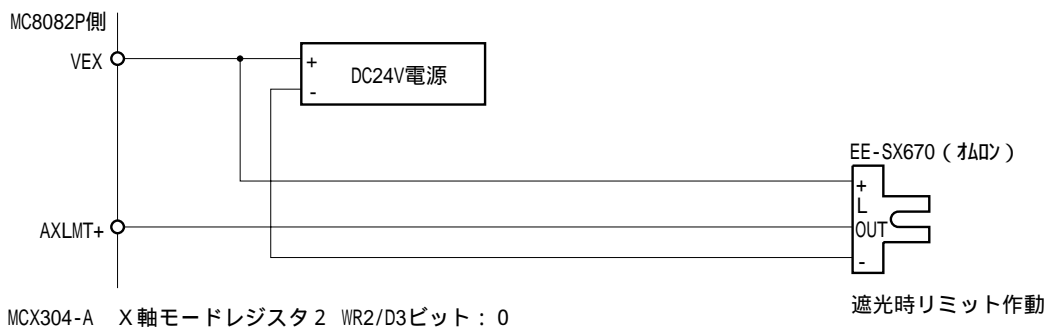 MC8082P側
VEX
+
DC24V電源
-
EE-SX670(オムロン)
+
L
AXLMT+
OUT
-
遮光時リミット作動
MCX304-A X軸モードレジスタ2 WR2/D3ビット:0